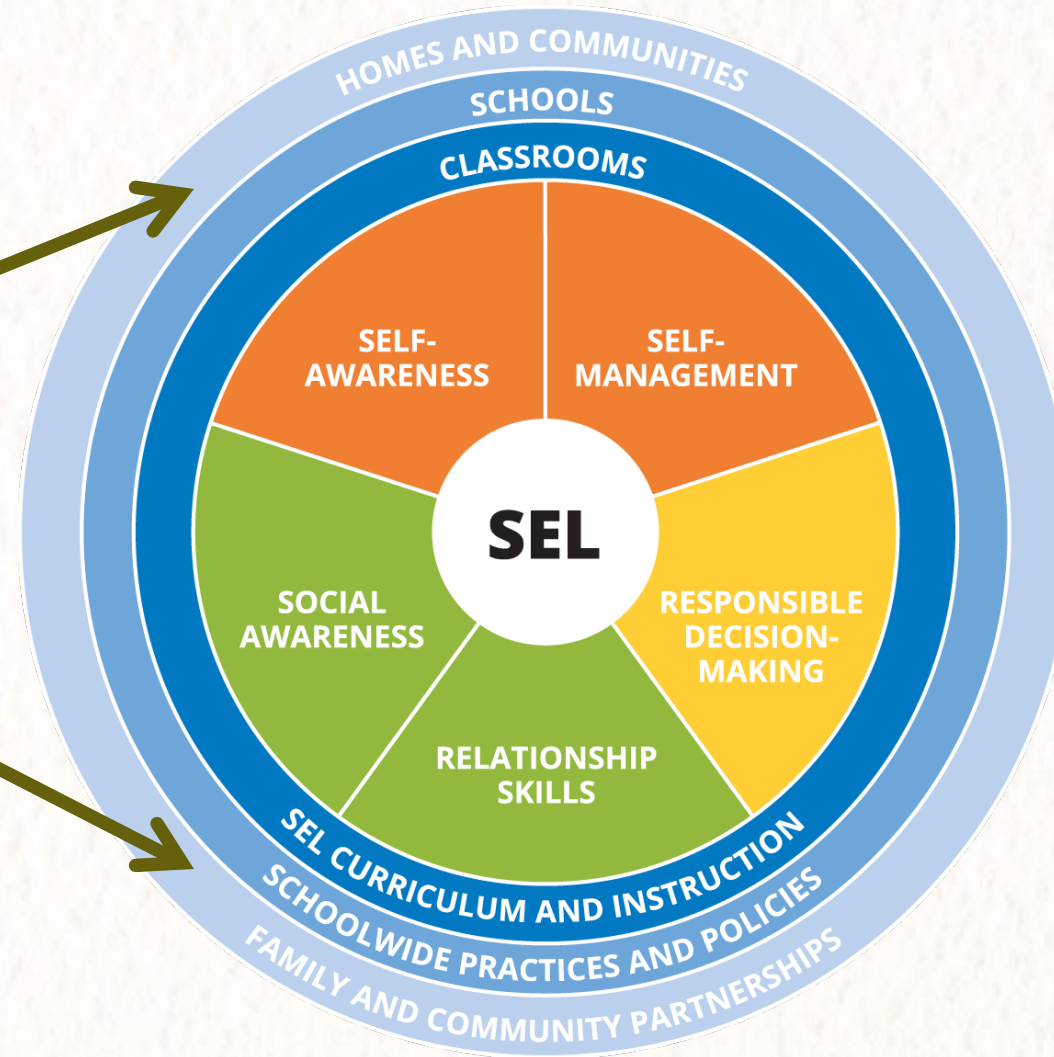 HOMES AND COMMUNITIES
SCHOOLS
CLASSROOMS
SELF-
AWARENESS
SELF-
MANAGEMENT
SEL
SOCIAL
AWARENESS
RESPONSIBLE
DECISION-
MAKING
RELATIONSHIP
SKILLS
SEL CURRICULUM AND INSTRUCTION
SCHOOLWIDE PRACTICES AND POLICIES
FAMILY AND COMMUNITY PARTNERSHIPS